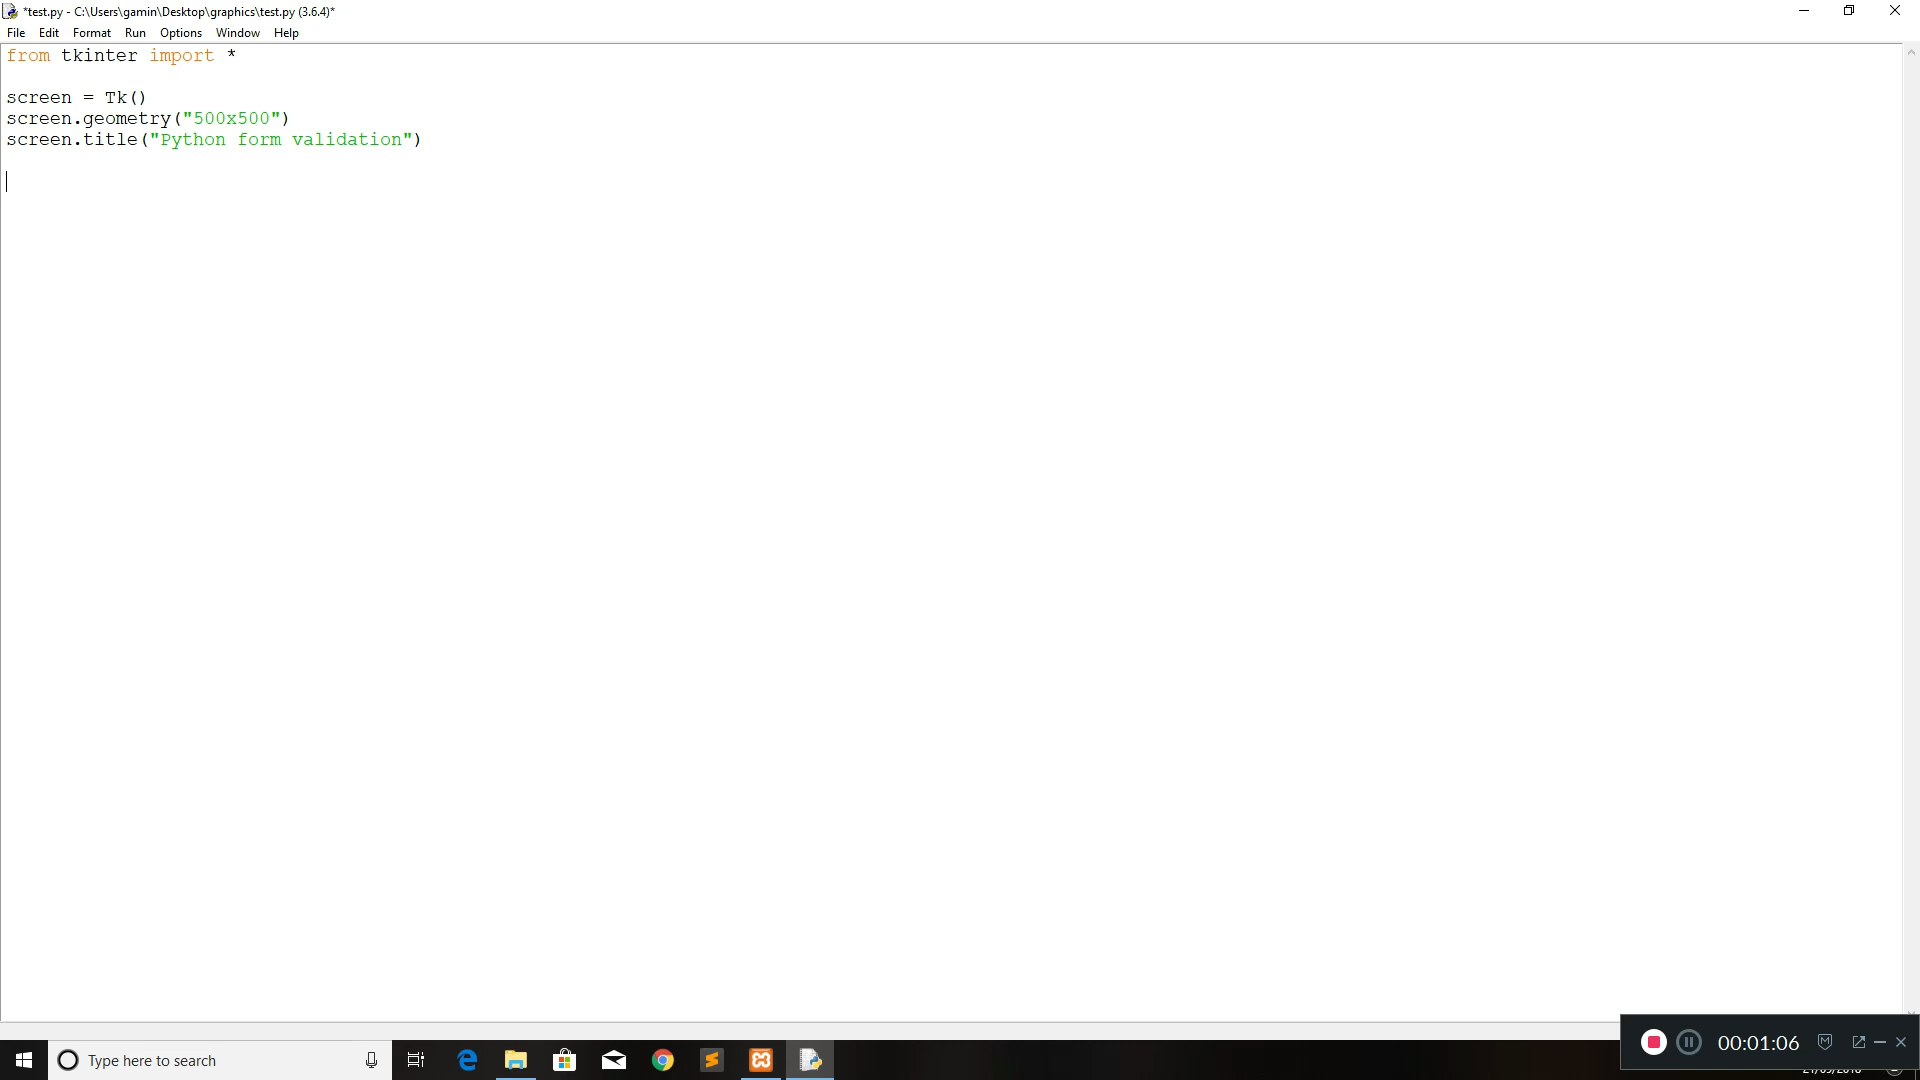 *test.py - C:\Users\gamin\Desktop\graphics\test.py (3.6.4)*
File Edit Format Run Options Window Help
from tkinter import *
screen = Tk()
screen.geometry("500x500")
screen.title("Python form validation")
Type here to search
00:01:06